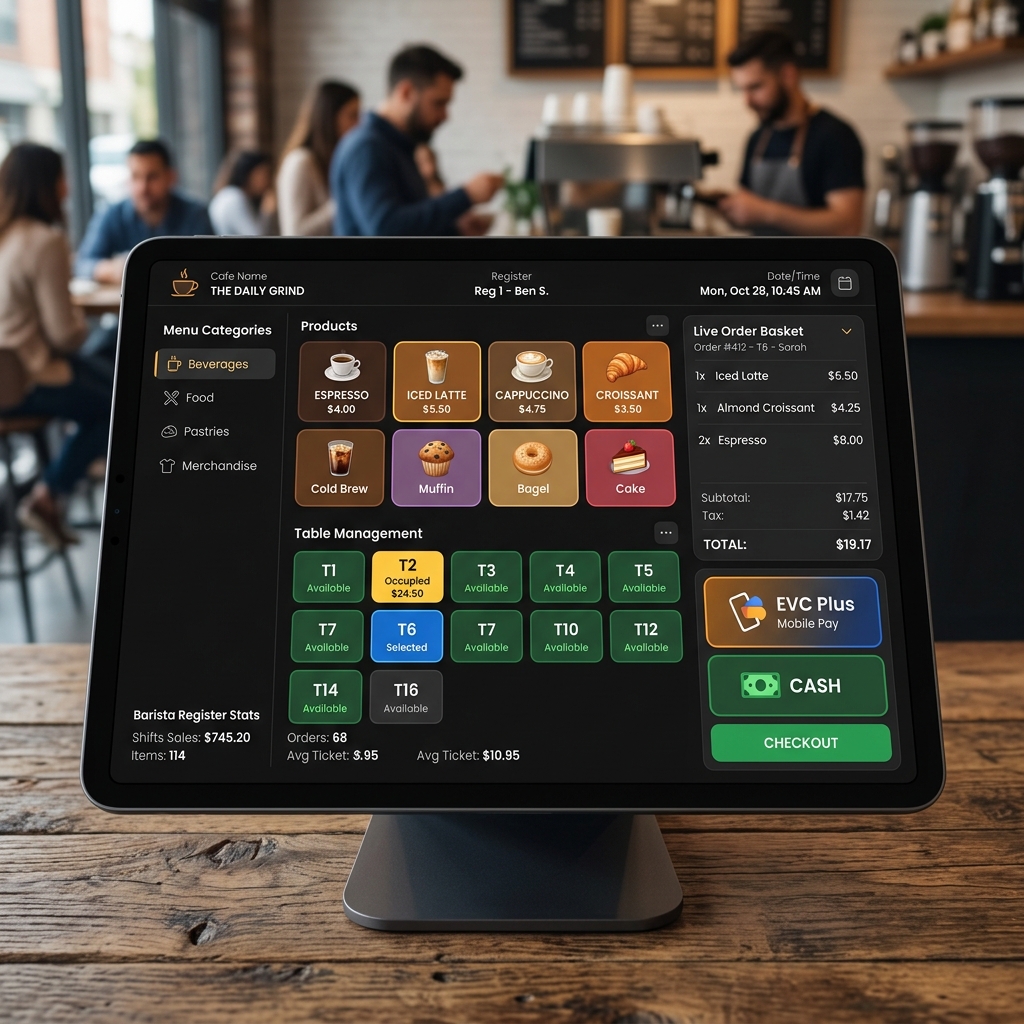 Cafe Name
THE DAILY GRIND
Register
Reg 1 - Ben S.
Date/Time
Mon, Oct 28, 10.45 AM
Menu Categories
Beverages
Food
Pastries
Merchandise
Barista Register Stats
Shifts Sales: $745.20
Items: 114
Products
ESPRESSO
$4.00
ICED LATTE
$5.50
CAPPUCCINO
$4.75
CROISSANT
$3.50
Cold Brew
Muffin
Bagel
Cake
Table Management
T1
Available
T2
Occupied
$24.50
T3
Available
T4
Available
T5
Available
T7
Available
T6
Selected
T7
Available
T10
Available
T12
Available
T14
Available
T16
Available
Orders: 68
Avg Ticket: $.95
Avg Ticket: $10.95
Live Order Basket
Order #412 - T6 - Sarah
1x Iced Latte $5.50
1x Almond Croissant $4.25
2x Espresso $8.00
Subtotal: $17.75
Tax: $1.42
TOTAL: $19.17
EVC Plus
Mobile Pay
CASH
CHECKOUT